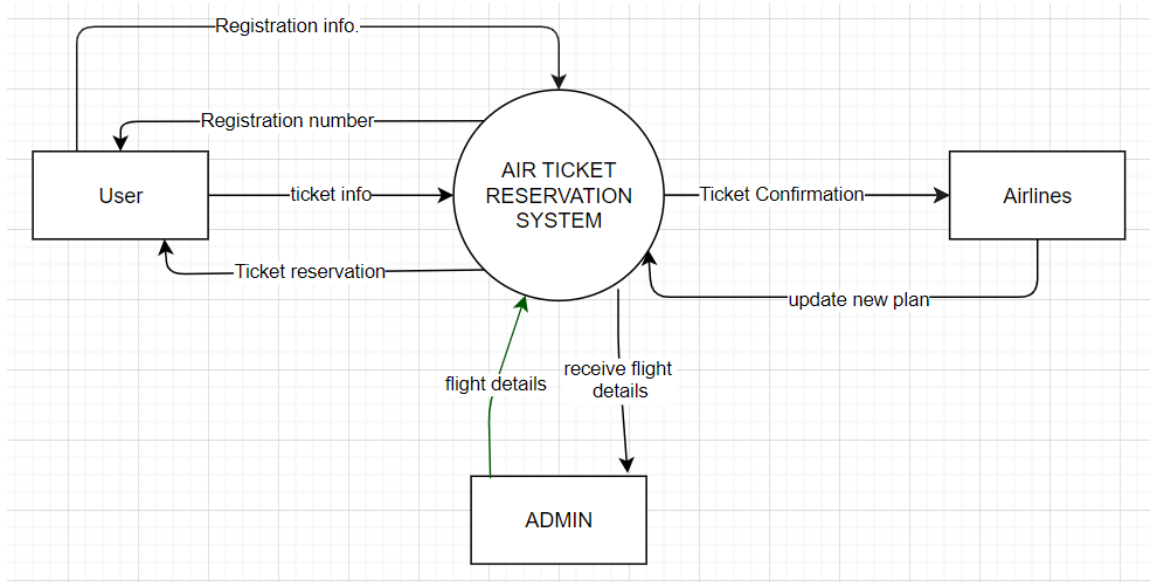 Registration info.
Registration number
User
ticket info
AIR TICKET
RESERVATION
SYSTEM
Ticket Confirmation
Airlines
Ticket reservation
update new plan
flight details
receive flight
details
ADMIN